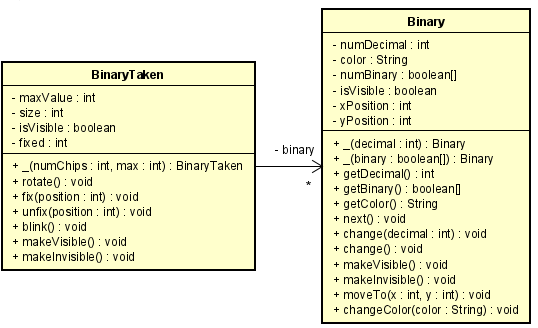 BinaryTaken
- maxValue : int
- size : int
- isVisible : boolean
- fixed : int
+ _(numChips : int, max : int) : BinaryTaken
+ rotate() : void
+ fix(position : int) : void
+ unfix(position : int) : void
+ blink() : void
+ makeVisible() : void
+ makeInvisible() : void
- binary
*
Binary
- numDecimal : int
- color : String
- numBinary : boolean[]
- isVisible : boolean
- xPosition : int
- yPosition : int
+ _(decimal : int) : Binary
+ _(binary : boolean[]) : Binary
+ getDecimal() : int
+ getBinary() : boolean[]
+ getColor() : String
+ next() : void
+ change(decimal : int) : void
+ change() : void
+ makeVisible() : void
+ makeInvisible() : void
+ moveTo(x : int, y : int) : void
+ changeColor(color : String) : void